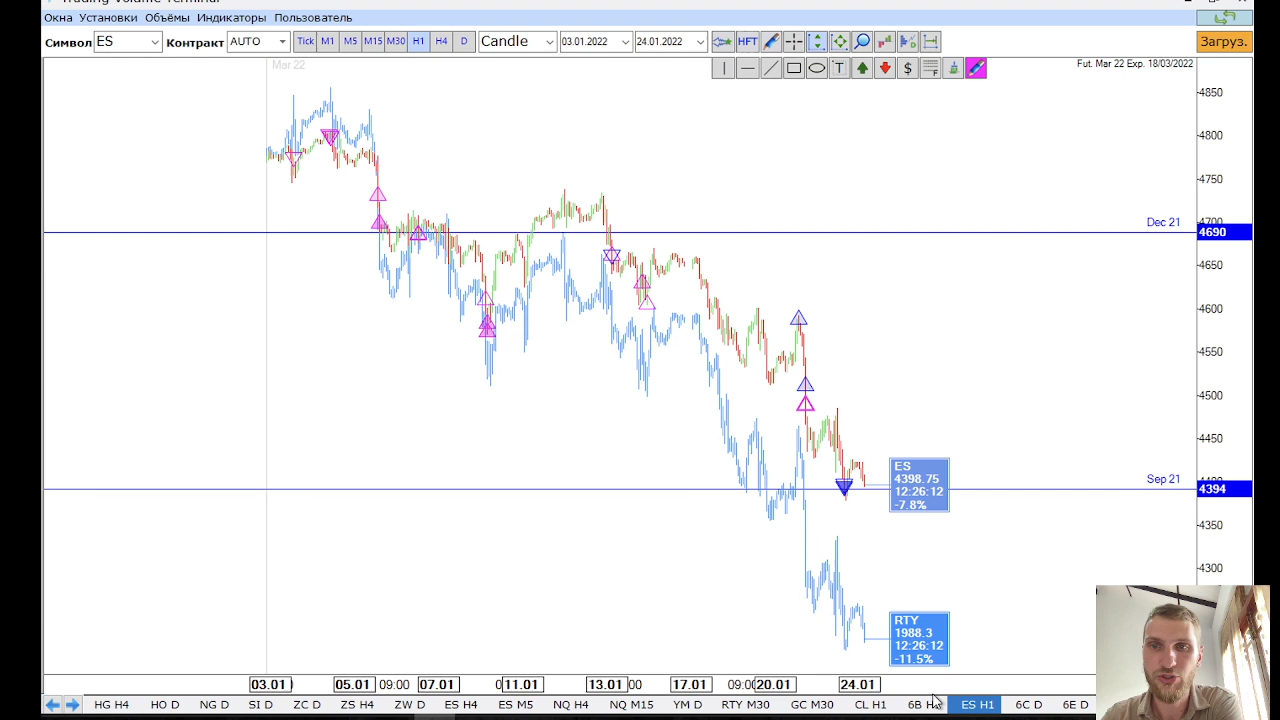 Trading Volume Terminal
Окна Установки Объёмы Индикаторы Пользователь
Символ ES Контракт AUTO Tick M1 M5 M15 M30 H1 H4 D Candle 03.01.2022 24.01.2022 HFT Загруз.
T $ F
Mar 22 Fut. Mar 22 Exp. 18/03/2022
4850
4800
4750
Dec 21 4700
4690
4650
4600
4550
4500
4450
Sep 21
4394
4350
4300
ES
4398.75
12:26:12
-7.8%
RTY
1988.3
12:26:12
-11.5%
03.01 05.01 09:00 07.01 11.01 13.01 00 17.01 09:0 20.01 24.01
HG H4 HO D NG D SI D ZC D ZS H4 ZW D ES H4 ES M5 NQ H4 NQ M15 YM D RTY M30 GC M30 CL H1 6B H ES H1 6C D 6E D